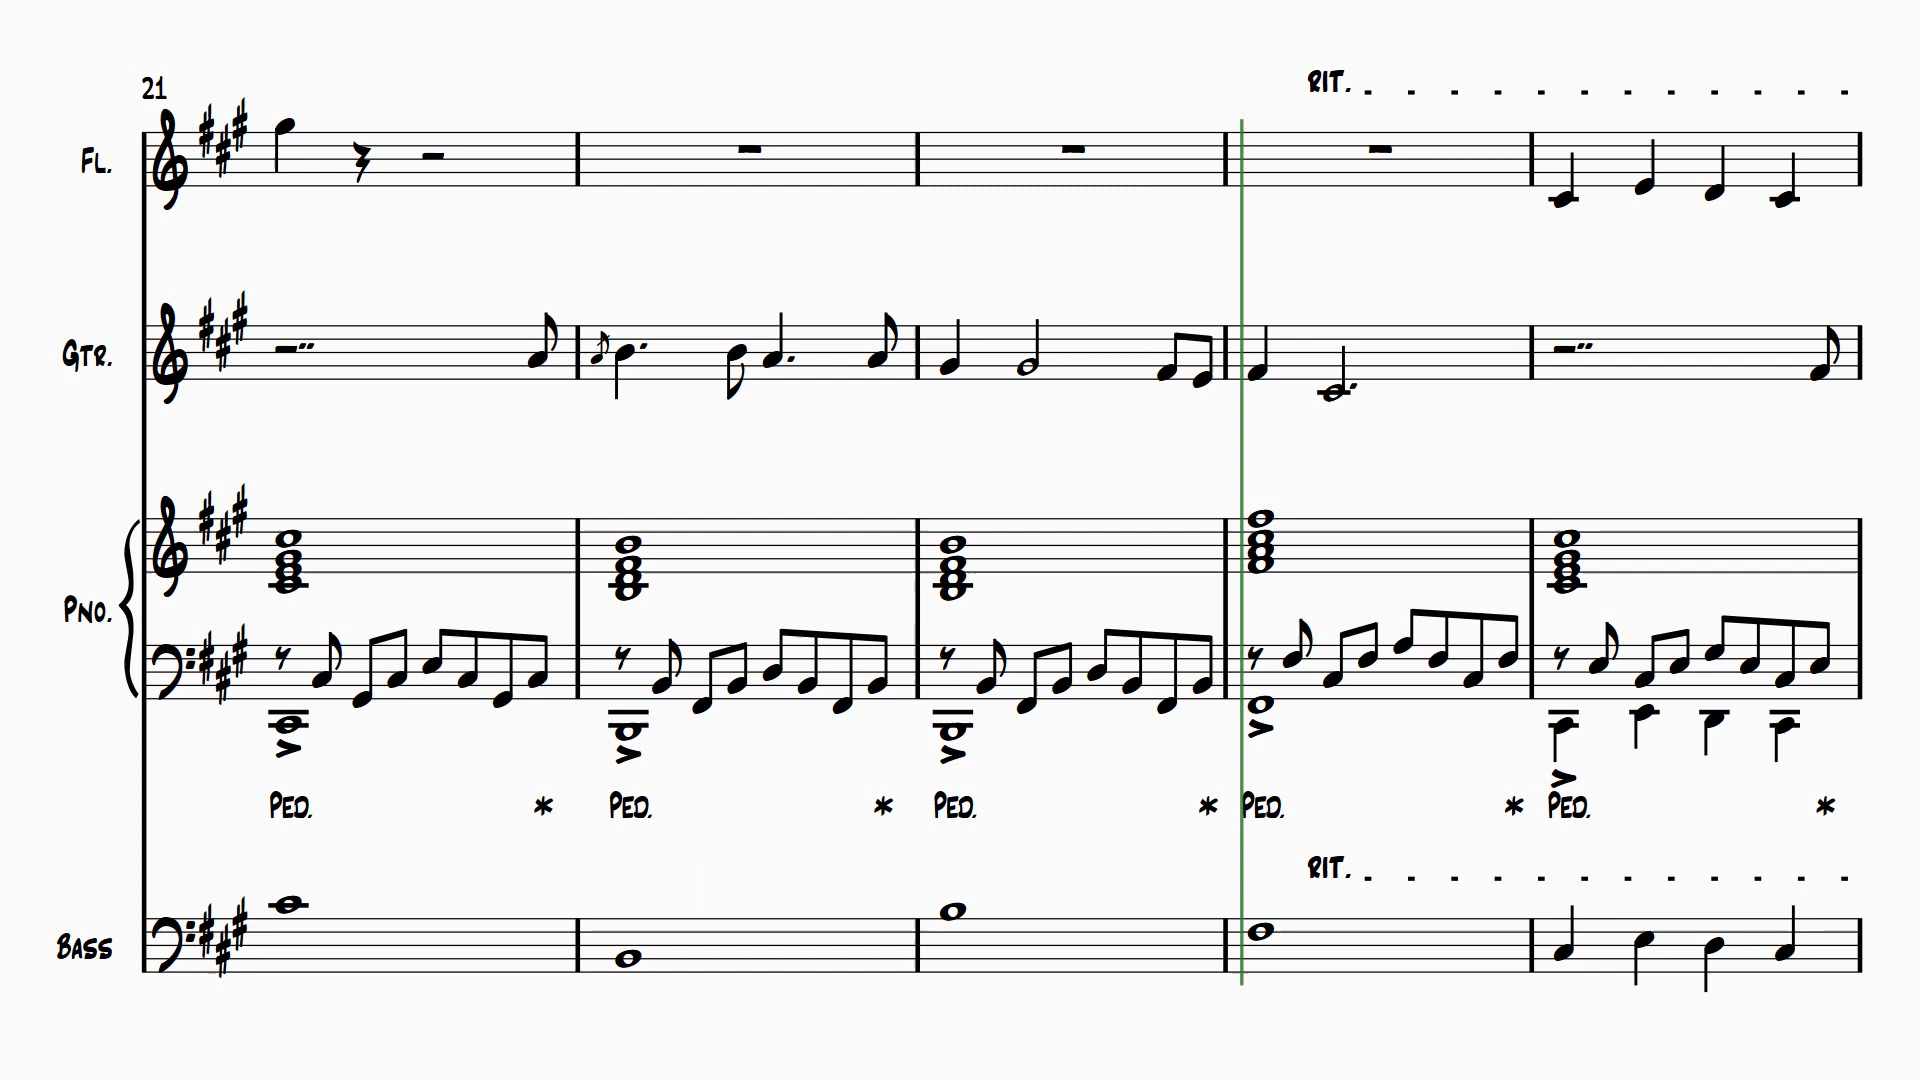 21
RIT.
FL.
GTR.
PNO.
PED. * PED. * PED. * PED. * PED. *
RIT.
BASS